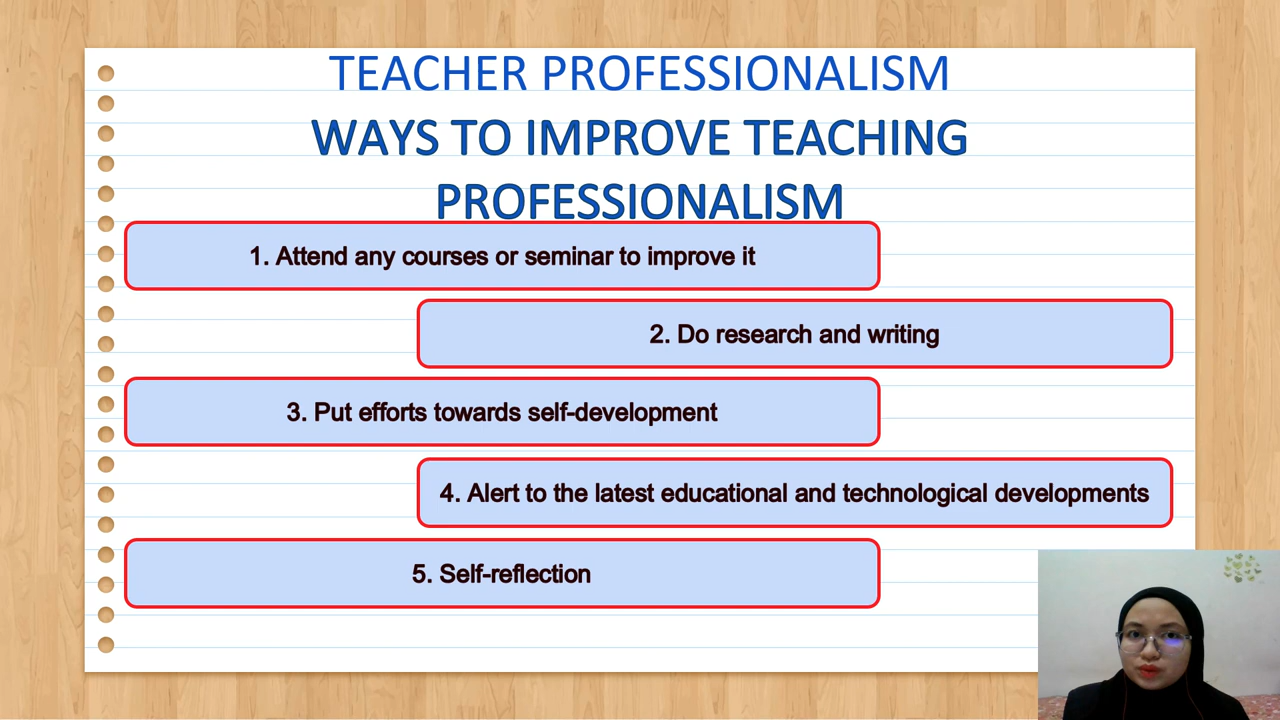 TEACHER PROFESSIONALISM
WAYS TO IMPROVE TEACHING
PROFESSIONALISM
1. Attend any courses or seminar to improve it
2. Do research and writing
3. Put efforts towards self-development
4. Alert to the latest educational and technological developments
5. Self-reflection